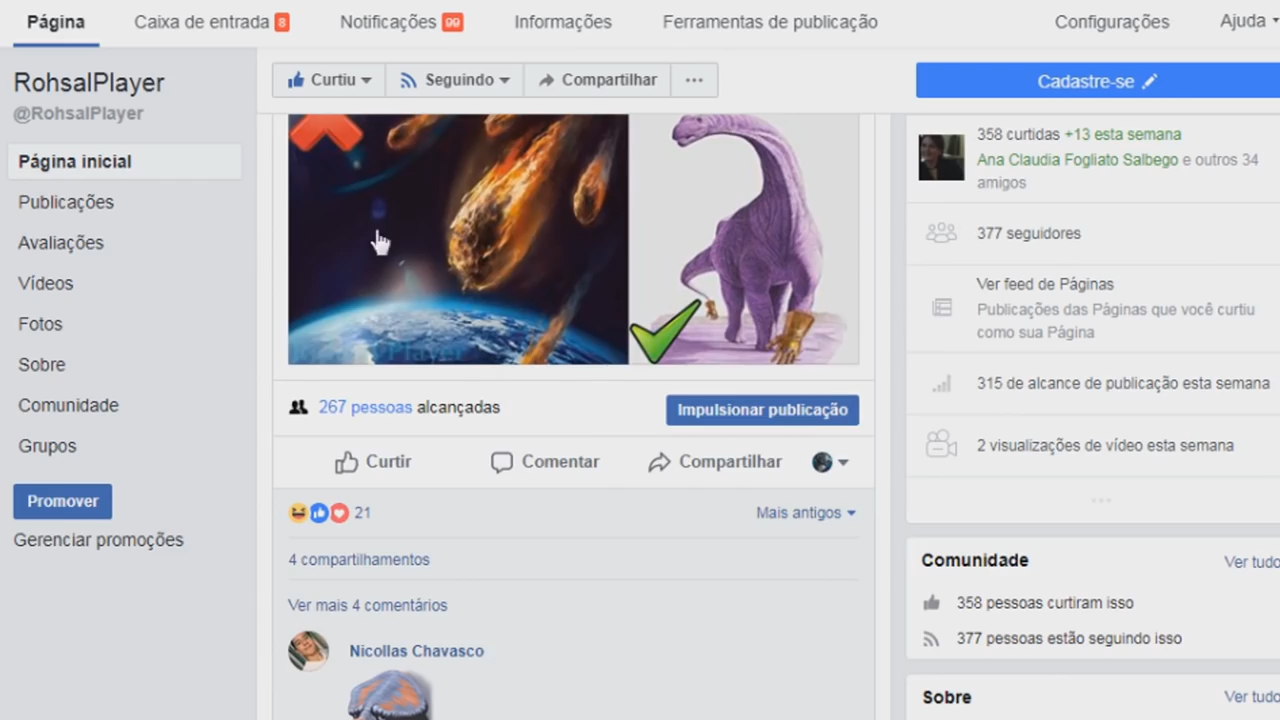 Página
Caixa de entrada 8
Notificações 99
Informações
Ferramentas de publicação
Configurações
Ajuda
RohsalPlayer
@RohsalPlayer
Página inicial
Publicações
Avaliações
Vídeos
Fotos
Sobre
Comunidade
Grupos
Promover
Gerenciar promoções
Curtiu
Seguindo
Compartilhar
Cadastre-se
267 pessoas alcançadas
Impulsionar publicação
Curtir
Comentar
Compartilhar
21
Mais antigos
4 compartilhamentos
Ver mais 4 comentários
Nicollas Chavasco
358 curtidas +13 esta semana
Ana Claudia Fogliato Salbego e outros 34
amigos
377 seguidores
Ver feed de Páginas
Publicações das Páginas que você curtiu
como sua Página
315 de alcance de publicação esta semana
2 visualizações de vídeo esta semana
Comunidade
Ver tudo
358 pessoas curtiram isso
377 pessoas estão seguindo isso
Sobre
Ver tudo